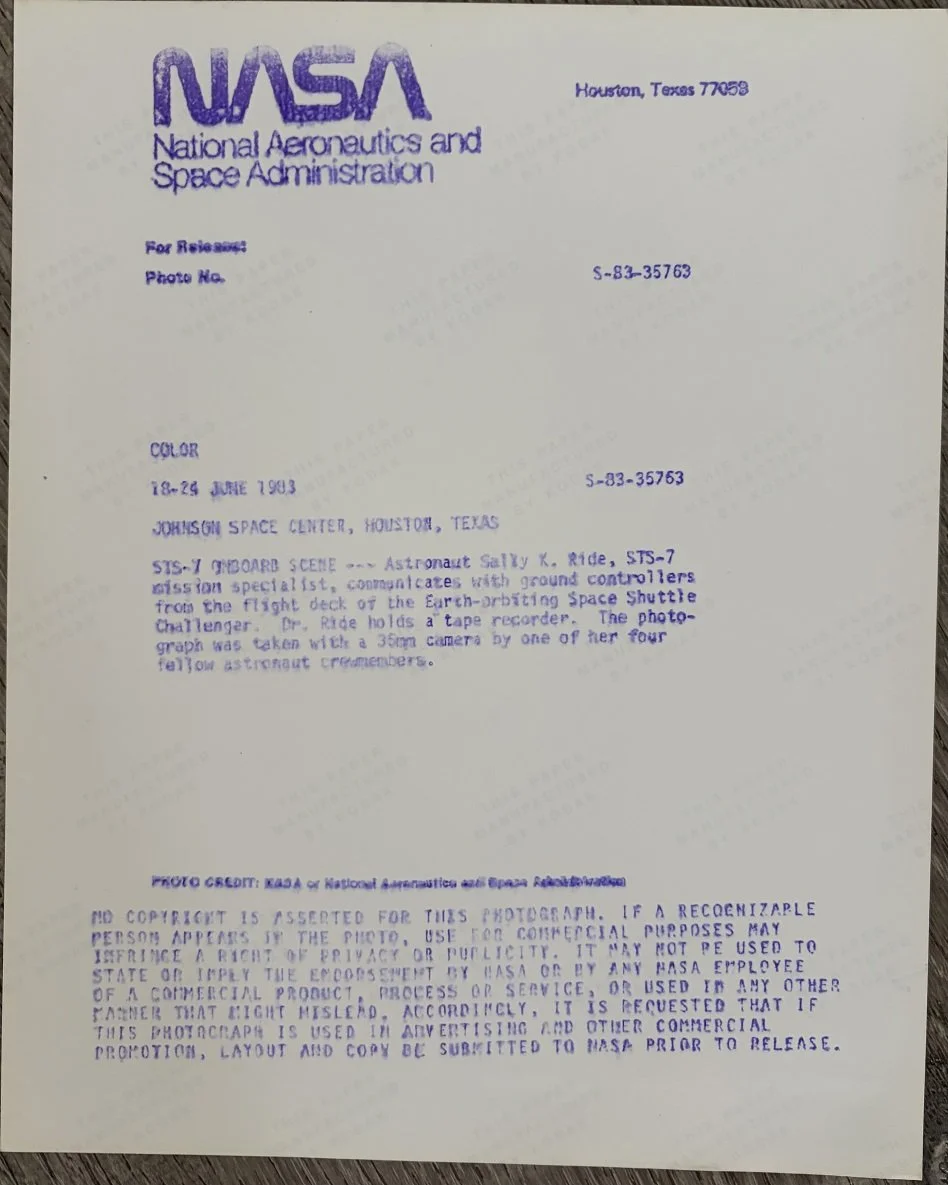 NASA
Houston, Texas 77058
National Aeronautics and
Space Administration
For Release:
Photo No.
S-83-35763
COLOR
18-24 JUNE 1983
S-83-35763
JOHNSON SPACE CENTER, HOUSTON, TEXAS
STS-7 ONBOARD SCENE --- Astronaut Sally K. Ride, STS-7
mission specialist, communicates with ground controllers
from the flight deck of the Earth-orbiting Space Shuttle
Challenger. Dr. Ride holds a tape recorder. The photo-
graph was taken with a 35mm camera by one of her four
fellow astronaut crewmembers.
PHOTO CREDIT: NASA or National Aeronautics and Space Administration
NO COPYRIGHT IS ASSERTED FOR THIS PHOTOGRAPH. IF A RECOGNIZABLE
PERSON APPEARS IN THE PHOTO, USE FOR COMMERCIAL PURPOSES MAY
INFRINGE A RIGHT OF PRIVACY OR PUBLICITY. IT MAY NOT BE USED TO
STATE OR IMPLY THE ENDORSEMENT BY NASA OR BY ANY NASA EMPLOYEE
OF A COMMERCIAL PRODUCT, PROCESS OR SERVICE, OR USED IN ANY OTHER
MANNER THAT MIGHT MISLEAD. ACCORDINGLY, IT IS REQUESTED THAT IF
THIS PHOTOGRAPH IS USED IN ADVERTISING AND OTHER COMMERCIAL
PROMOTION, LAYOUT AND COPY BE SUBMITTED TO NASA PRIOR TO RELEASE.
THIS PAPER
MANUFACTURED
BY KODAK